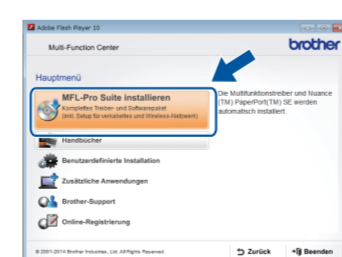 Adobe Flash Player 10
Multi-Function Center
brother
Hauptmenü
MFL-Pro Suite installieren
Komplettes Treiber- und Softwarepaket
(inkl. Setup für verkabeltes und Wireless-Netzwerk)
Die Multifunktionstreiber und Nuance
(TM) PaperPort(TM) SE werden
automatisch installiert.
Handbücher
Benutzerdefinierte Installation
Zusätzliche Anwendungen
Brother-Support
Online-Registrierung
© 2001-2014 Brother Industries, Ltd. All Rights Reserved.
Zurück
Beenden